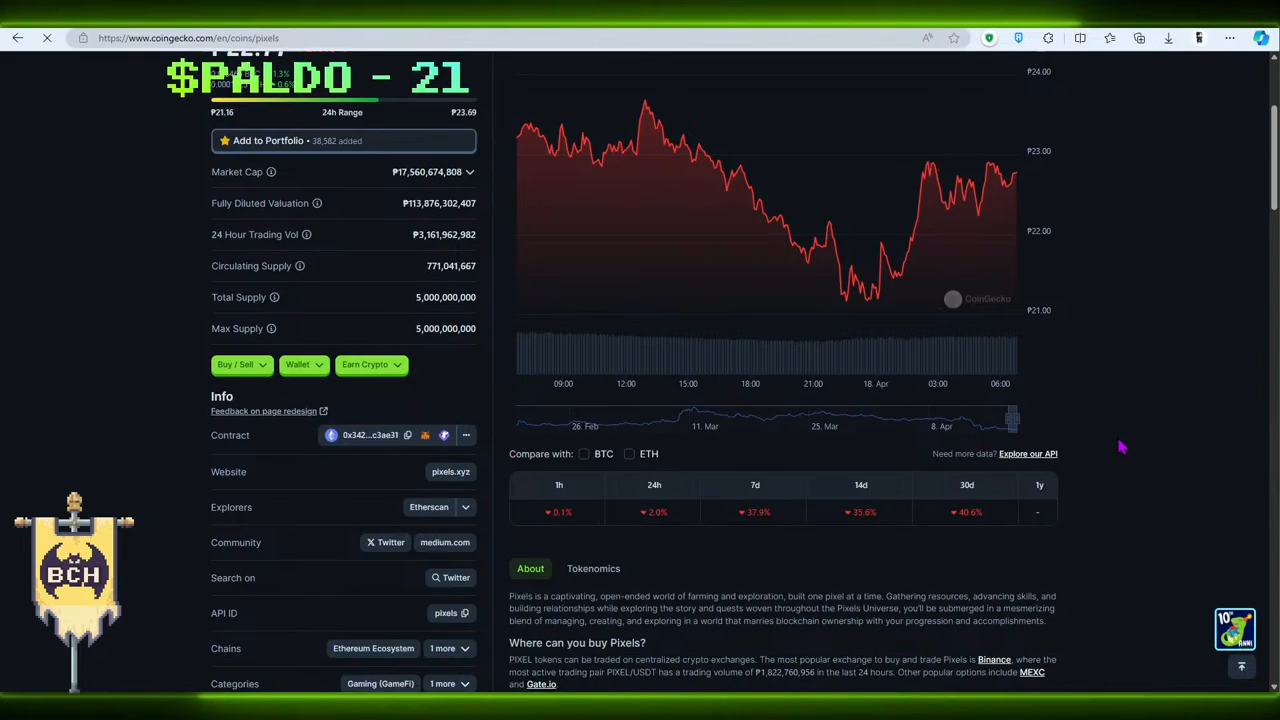 https://www.coingecko.com/en/coins/pixels
$PALDO - 21
₱21.16
24h Range
₱23.69
Add to Portfolio • 38,582 added
Market Cap
₱17,560,674,808
Fully Diluted Valuation
₱113,876,302,407
24 Hour Trading Vol
₱3,161,962,982
Circulating Supply
771,041,667
Total Supply
5,000,000,000
Max Supply
5,000,000,000
Buy / Sell
Wallet
Earn Crypto
Info
Feedback on page redesign
Contract
0x342...c3ae31
Website
pixels.xyz
Explorers
Etherscan
Community
X Twitter
medium.com
Search on
Twitter
API ID
pixels
Chains
Ethereum Ecosystem
1 more
Categories
Gaming (GameFi)
1 more
BCH
₱24.00
₱23.00
₱22.00
₱21.00
CoinGecko
09:00 12:00 15:00 18:00 21:00 18. Apr 03:00 06:00
26. Feb 11. Mar 25. Mar 8. Apr
Compare with: BTC ETH
Need more data? Explore our API
1h 24h 7d 14d 30d 1y
▼ 0.1% ▼ 2.0% ▼ 37.9% ▼ 35.6% ▼ 40.6% -
About
Tokenomics
Pixels is a captivating, open-ended world of farming and exploration, built one pixel at a time. Gathering resources, advancing skills, and
building relationships while exploring the story and quests woven throughout the Pixels Universe, you'll be submerged in a mesmerizing
blend of managing, creating, and exploring in a world that marries blockchain ownership with your progression and accomplishments.
Where can you buy Pixels?
PIXEL tokens can be traded on centralized crypto exchanges. The most popular exchange to buy and trade Pixels is Binance, where the
most active trading pair PIXEL/USDT has a trading volume of ₱1,822,760,956 in the last 24 hours. Other popular options include MEXC
and Gate.io.
10
ANNI